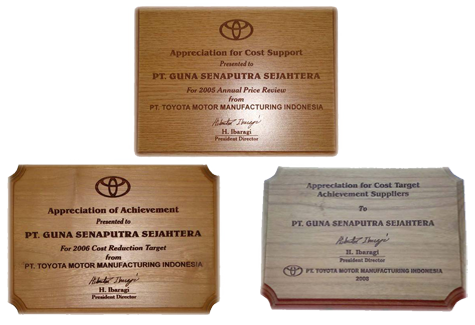 Appreciation for Cost Support
Presented to
PT. GUNA SENAPUTRA SEJAHTERA
For 2005 Annual Price Review
from
PT. TOYOTA MOTOR MANUFACTURING INDONESIA
H. Ibaragi
President Director
Appreciation of Achievement
Presented to
PT. GUNA SENAPUTRA SEJAHTERA
For 2006 Cost Reduction Target
from
PT. TOYOTA MOTOR MANUFACTURING INDONESIA
H. Ibaragi
President Director
Appreciation for Cost Target
Achievement Suppliers
To
PT. GUNA SENAPUTRA SEJAHTERA
H. Ibaragi
President Director
PT. TOYOTA MOTOR MANUFACTURING INDONESIA